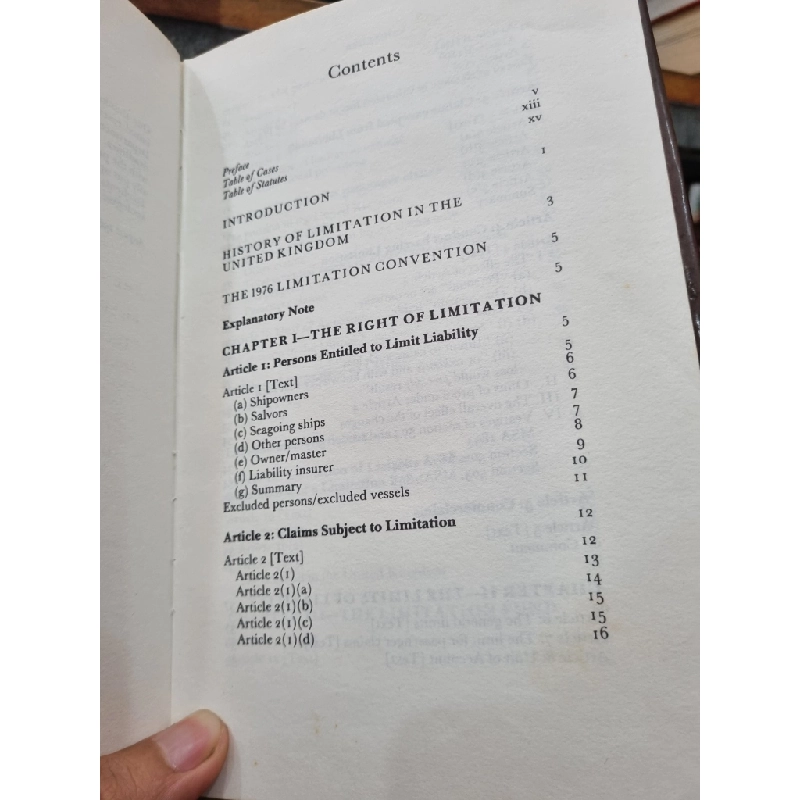 Contents
Preface v
Table of Cases xiii
Table of Statutes xv
INTRODUCTION 1
HISTORY OF LIMITATION IN THE
UNITED KINGDOM 3
THE 1976 LIMITATION CONVENTION 5
Explanatory Note 5
CHAPTER I—THE RIGHT OF LIMITATION
Article 1: Persons Entitled to Limit Liability 5
Article 1 [Text] 5
(a) Shipowners 6
(b) Salvors 6
(c) Seagoing ships 7
(d) Other persons 7
(e) Owner/master 8
(f) Liability insurer 9
(g) Summary 10
Excluded persons/excluded vessels 11
Article 2: Claims Subject to Limitation 12
Article 2 [Text] 12
Article 2(1) 13
Article 2(1)(a) 14
Article 2(1)(b) 15
Article 2(1)(c) 15
Article 2(1)(d) 16